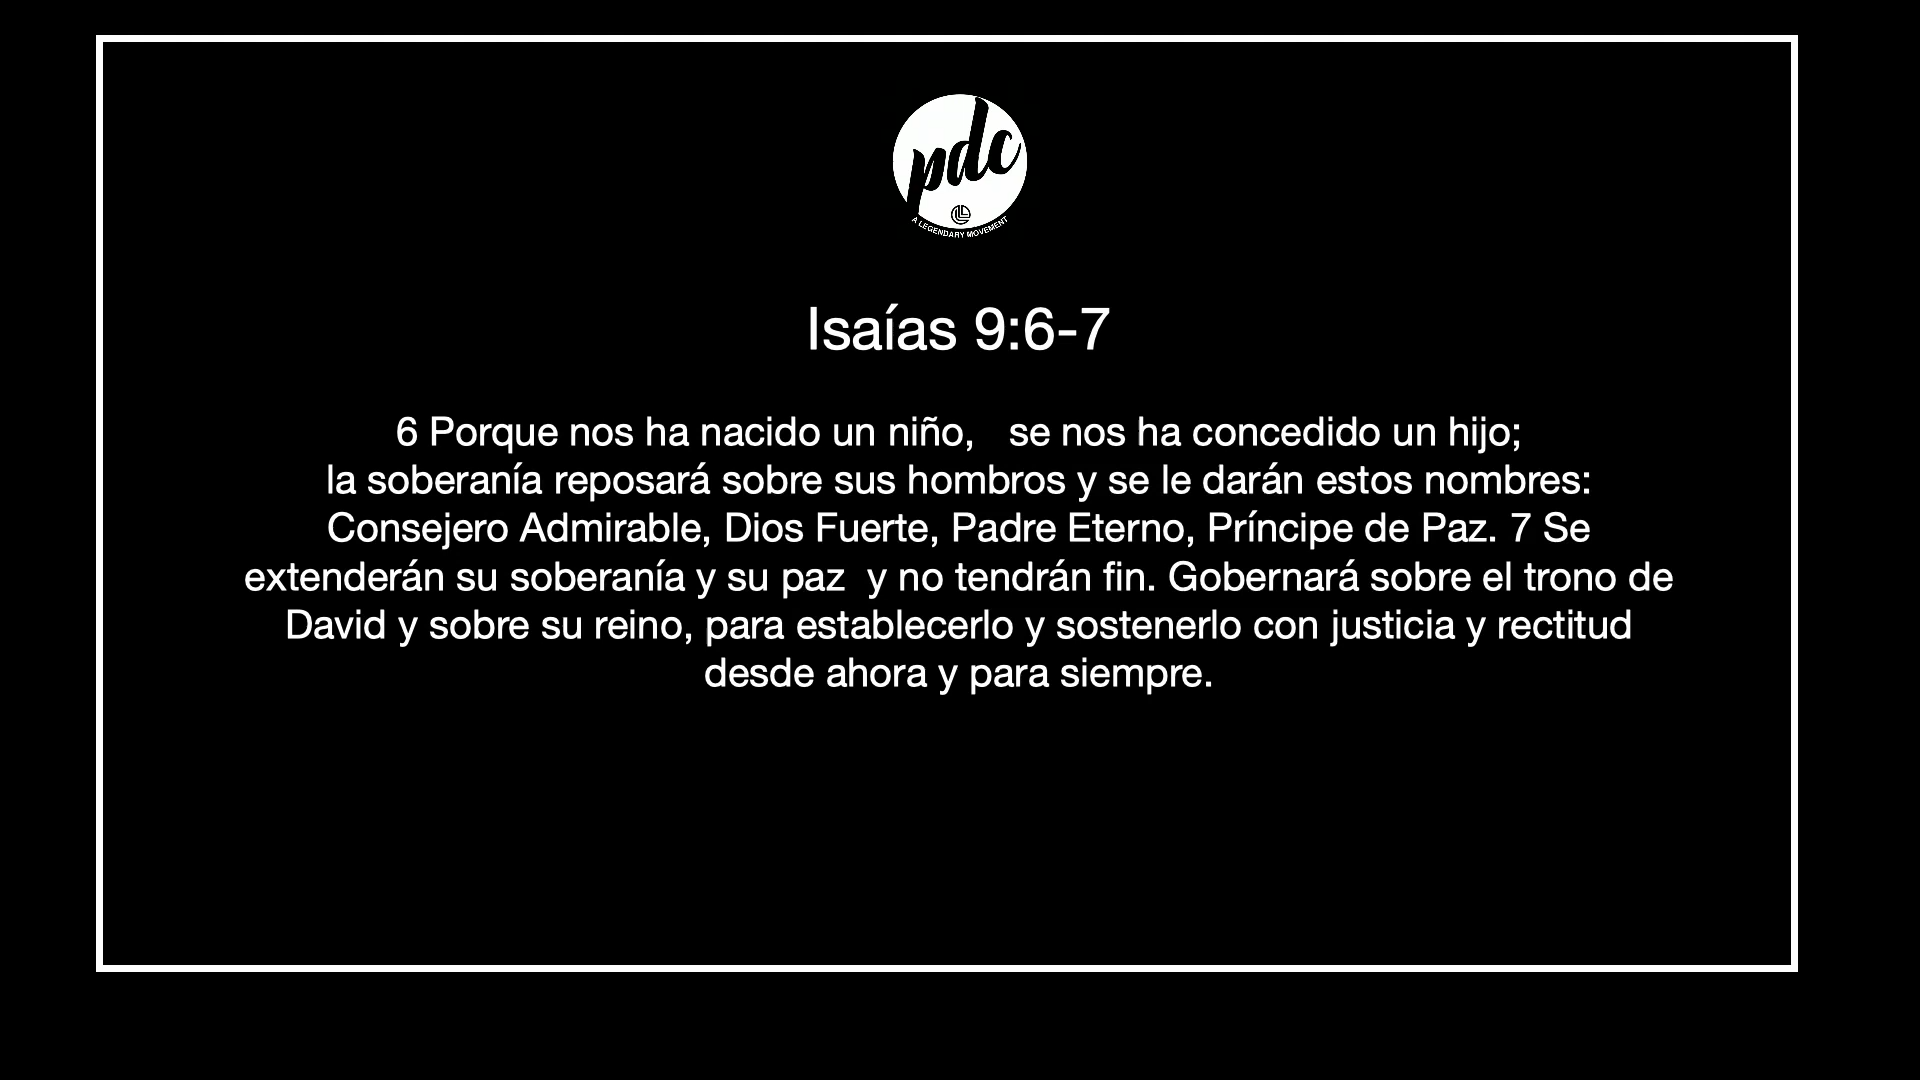 pdc
A LEGENDARY MOVEMENT
Isaías 9:6-7
6 Porque nos ha nacido un niño,   se nos ha concedido un hijo;
la soberanía reposará sobre sus hombros y se le darán estos nombres:
Consejero Admirable, Dios Fuerte, Padre Eterno, Príncipe de Paz. 7 Se
extenderán su soberanía y su paz  y no tendrán fin. Gobernará sobre el trono de
David y sobre su reino, para establecerlo y sostenerlo con justicia y rectitud
desde ahora y para siempre.